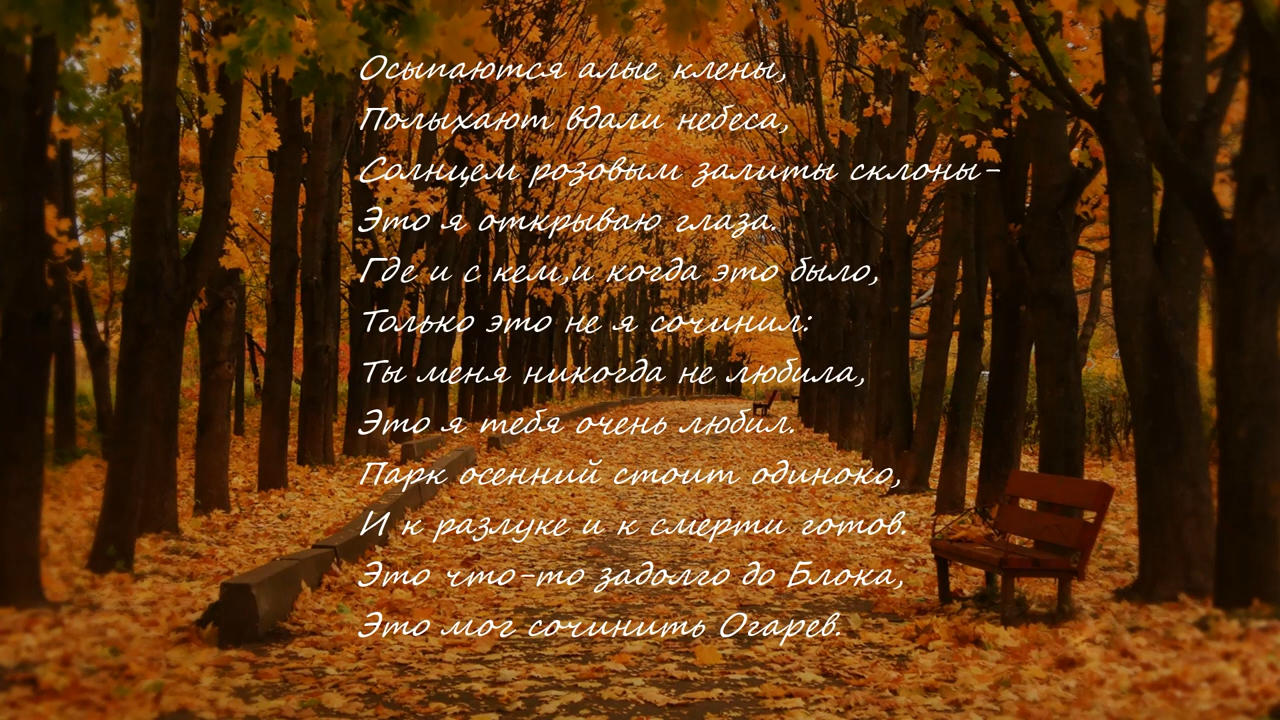 Осыпаются алые клены,
Полыхают вдали небеса,
Солнцем розовым залиты склоны-
Это я открываю глаза.
Где и с кем,и когда это было,
Только это не я сочинил:
Ты меня никогда не любила,
Это я тебя очень любил.
Парк осенний стоит одиноко,
И к разлуке и к смерти готов.
Это что-то задолго до Блока,
Это мог сочинить Огарев.